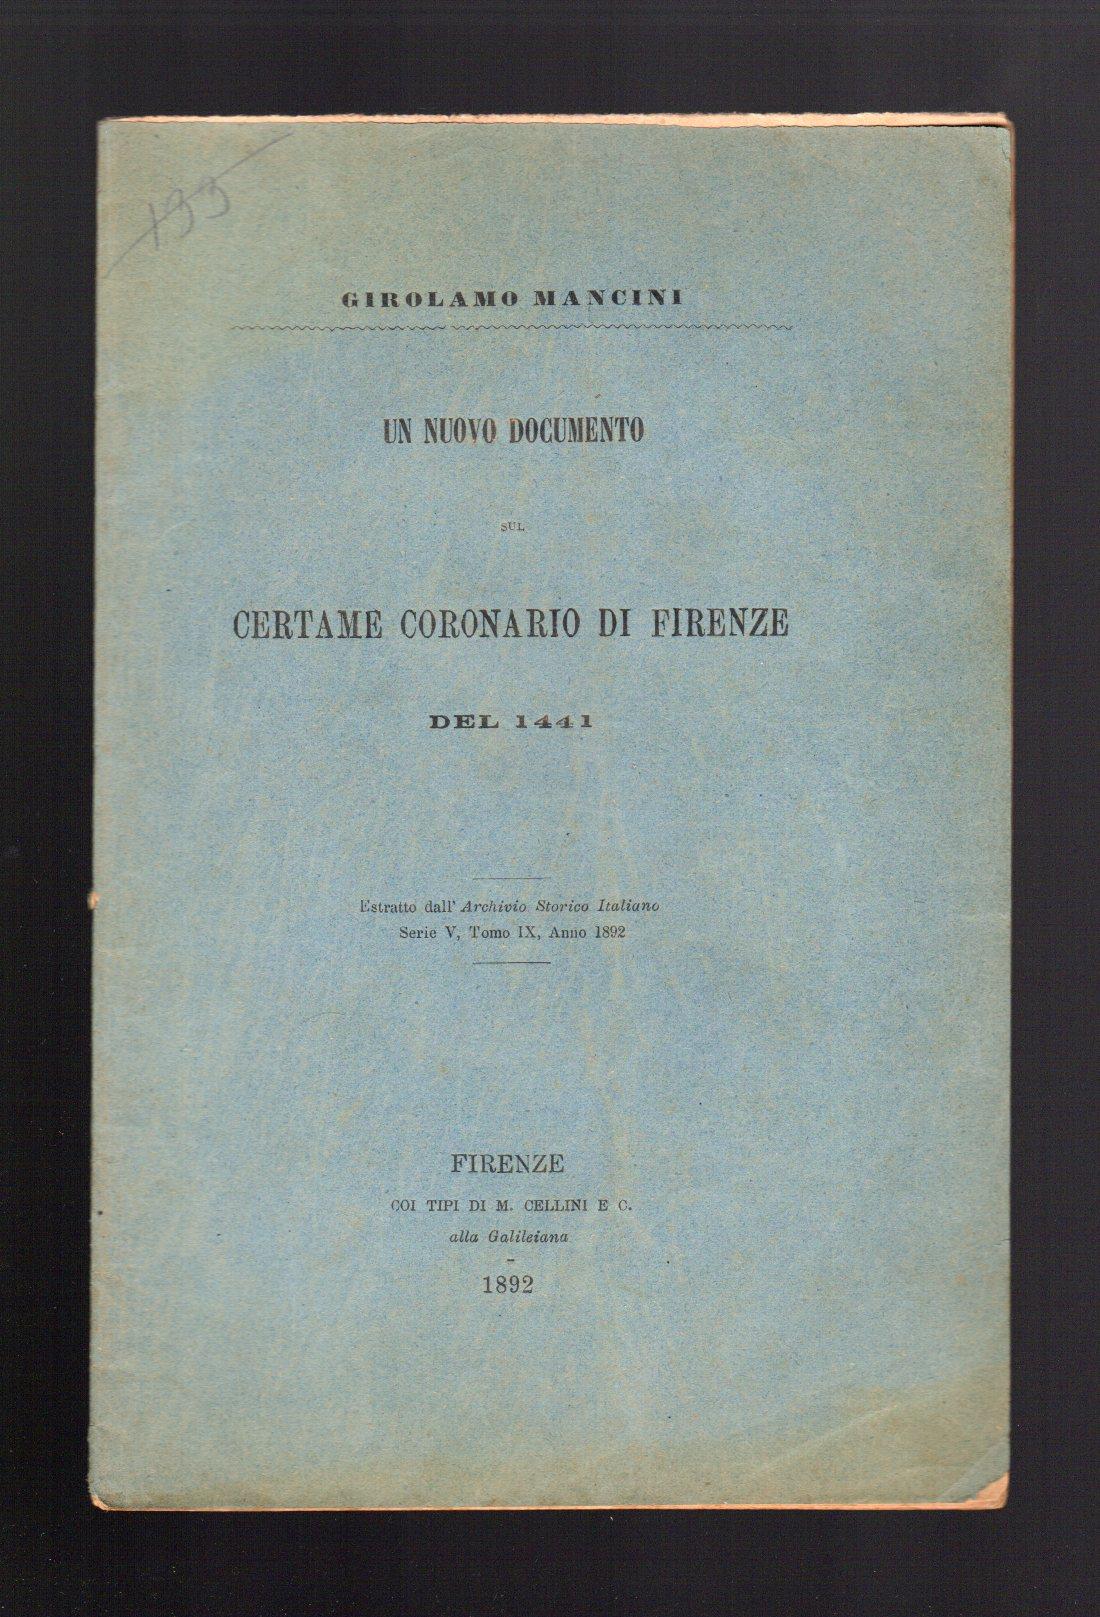 133
GIROLAMO MANCINI
UN NUOVO DOCUMENTO
SUL
CERTAME CORONARIO DI FIRENZE
DEL 1441
Estratto dall' Archivio Storico Italiano
Serie V, Tomo IX, Anno 1892
FIRENZE
COI TIPI DI M. CELLINI E C.
alla Galileiana
1892